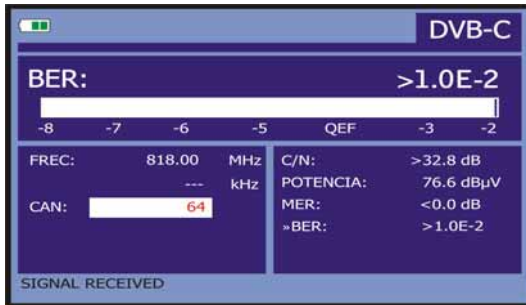 DVB-C
BER: >1.0E-2
-8 -7 -6 -5 QEF -3 -2
FREC: 818.00 MHz
--- kHz
CAN: 64
C/N: >32.8 dB
POTENCIA: 76.6 dBµV
MER: <0.0 dB
»BER: >1.0E-2
SIGNAL RECEIVED